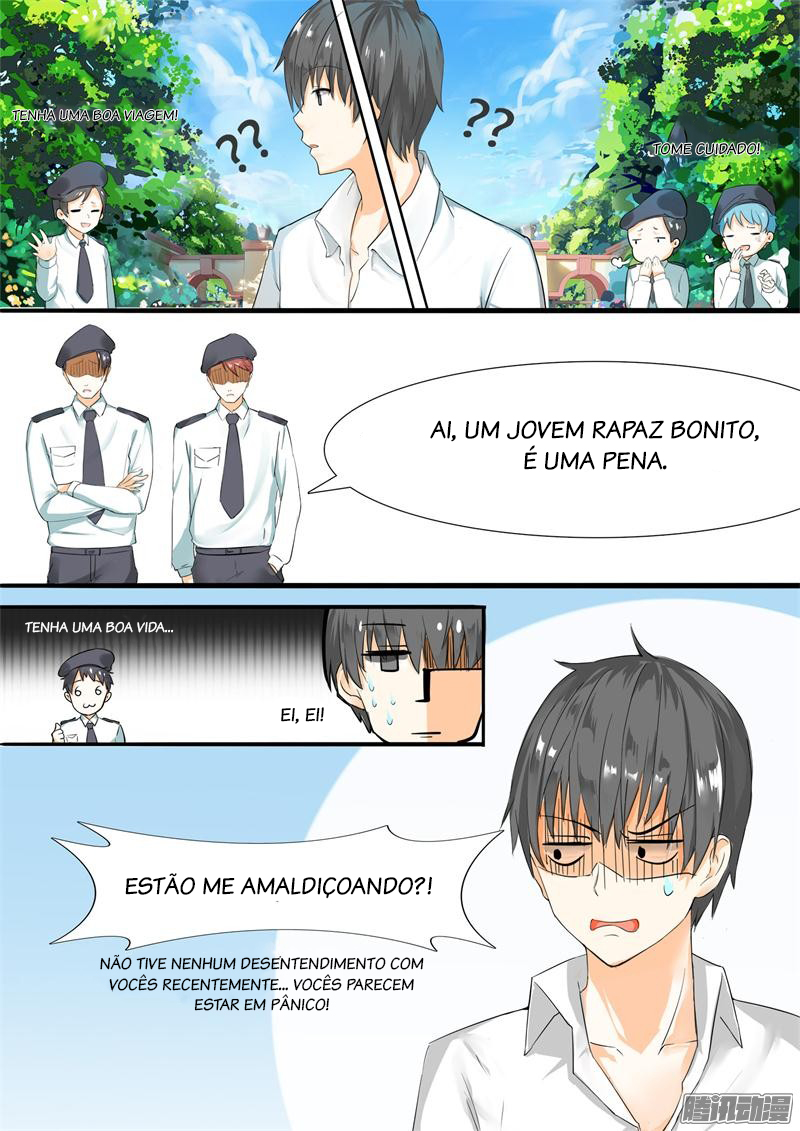 TENHA UMA BOA VIAGEM!
??
??
TOME CUIDADO!
AI, UM JOVEM RAPAZ BONITO,
É UMA PENA.
TENHA UMA BOA VIDA...
EI, EI!
ESTÃO ME AMALDIÇOANDO?!
NÃO TIVE NENHUM DESENTENDIMENTO COM
VOCÊS RECENTEMENTE... VOCÊS PARECEM
ESTAR EM PÂNICO!
腾讯动漫